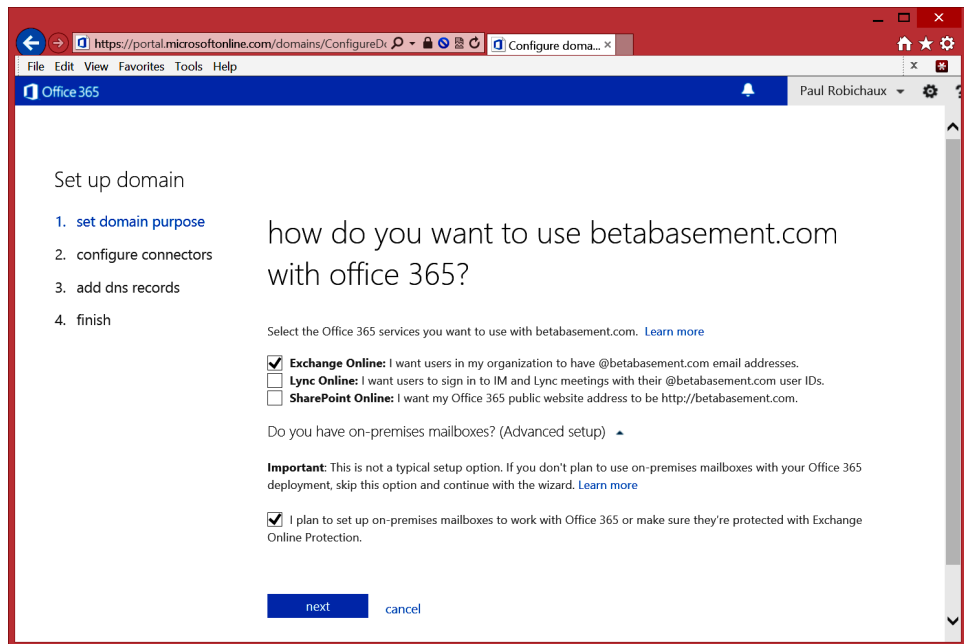 https://portal.microsoftonline.com/domains/ConfigureDo
Configure doma...
File Edit View Favorites Tools Help
x
Office 365
Paul Robichaux
?
Set up domain
1. set domain purpose
2. configure connectors
3. add dns records
4. finish
how do you want to use betabasement.com
with office 365?
Select the Office 365 services you want to use with betabasement.com. Learn more
Exchange Online: I want users in my organization to have @betabasement.com email addresses.
Lync Online: I want users to sign in to IM and Lync meetings with their @betabasement.com user IDs.
SharePoint Online: I want my Office 365 public website address to be http://betabasement.com.
Do you have on-premises mailboxes? (Advanced setup)
Important: This is not a typical setup option. If you don't plan to use on-premises mailboxes with your Office 365
deployment, skip this option and continue with the wizard. Learn more
I plan to set up on-premises mailboxes to work with Office 365 or make sure they're protected with Exchange
Online Protection.
next cancel